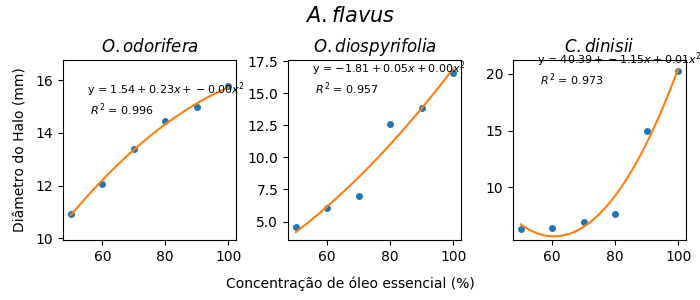 A.flavus
O.odorifera
O.diospyrifolia
C.dinisii
y = 1.54 + 0.23x + −0.00x²
R² = 0.996
y = −1.81 + 0.05x + 0.00x²
R² = 0.957
y = 40.39 + −1.15x + 0.01x²
R² = 0.973
Diâmetro do Halo (mm)
16
14
12
10
17.5
15.0
12.5
10.0
7.5
5.0
20
15
10
60 80 100
60 80 100
60 80 100
Concentração de óleo essencial (%)